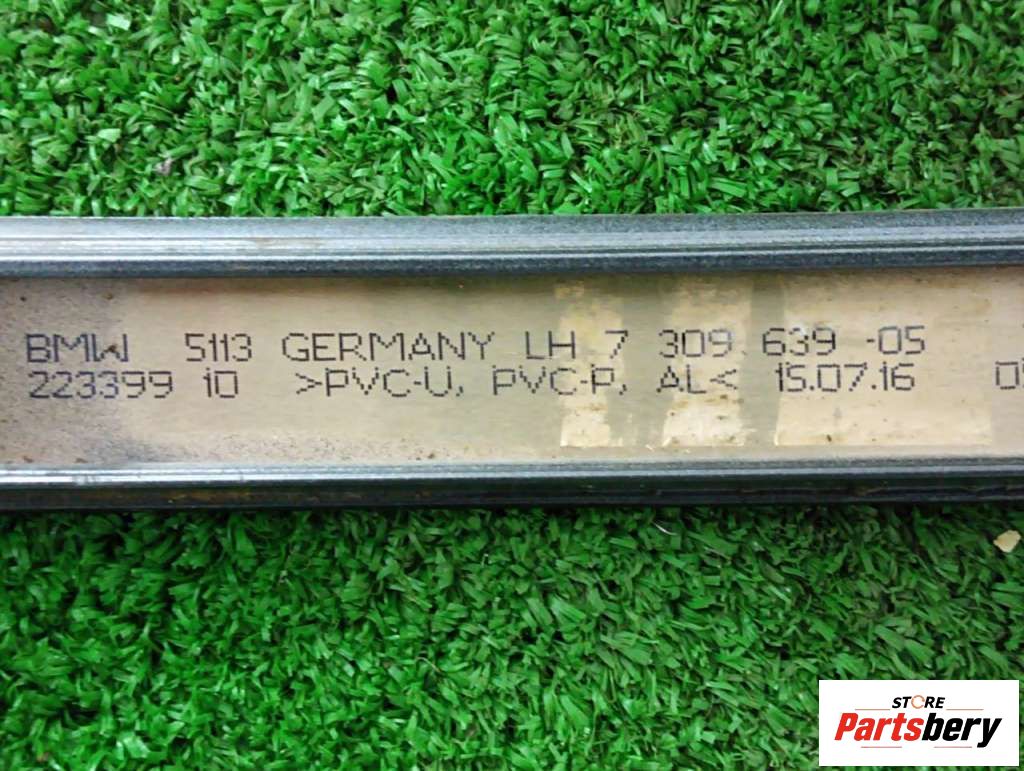 BMW 5113 GERMANY LH 7 309 639 -05
223399 10 >PVC-U, PVC-P, AL< 15.07.16
STORE
Partsbery